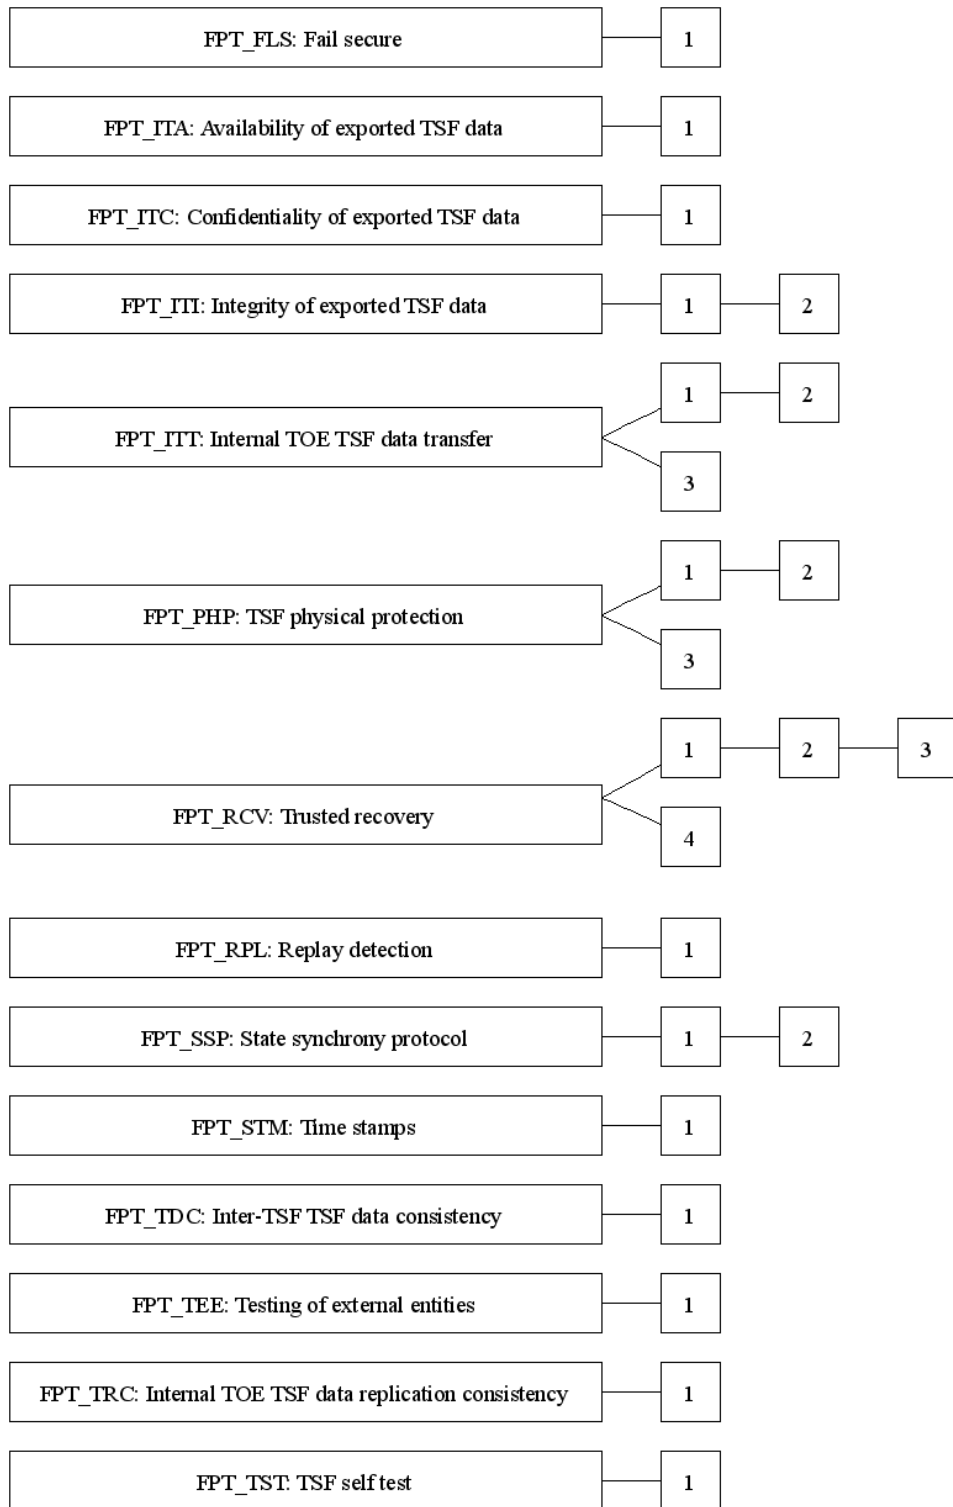 FPT_FLS: Fail secure 1
FPT_ITA: Availability of exported TSF data 1
FPT_ITC: Confidentiality of exported TSF data 1
FPT_ITI: Integrity of exported TSF data 1 2
1 2
FPT_ITT: Internal TOE TSF data transfer
3
1 2
FPT_PHP: TSF physical protection
3
1 2 3
FPT_RCV: Trusted recovery
4
FPT_RPL: Replay detection 1
FPT_SSP: State synchrony protocol 1 2
FPT_STM: Time stamps 1
FPT_TDC: Inter-TSF TSF data consistency 1
FPT_TEE: Testing of external entities 1
FPT_TRC: Internal TOE TSF data replication consistency 1
FPT_TST: TSF self test 1